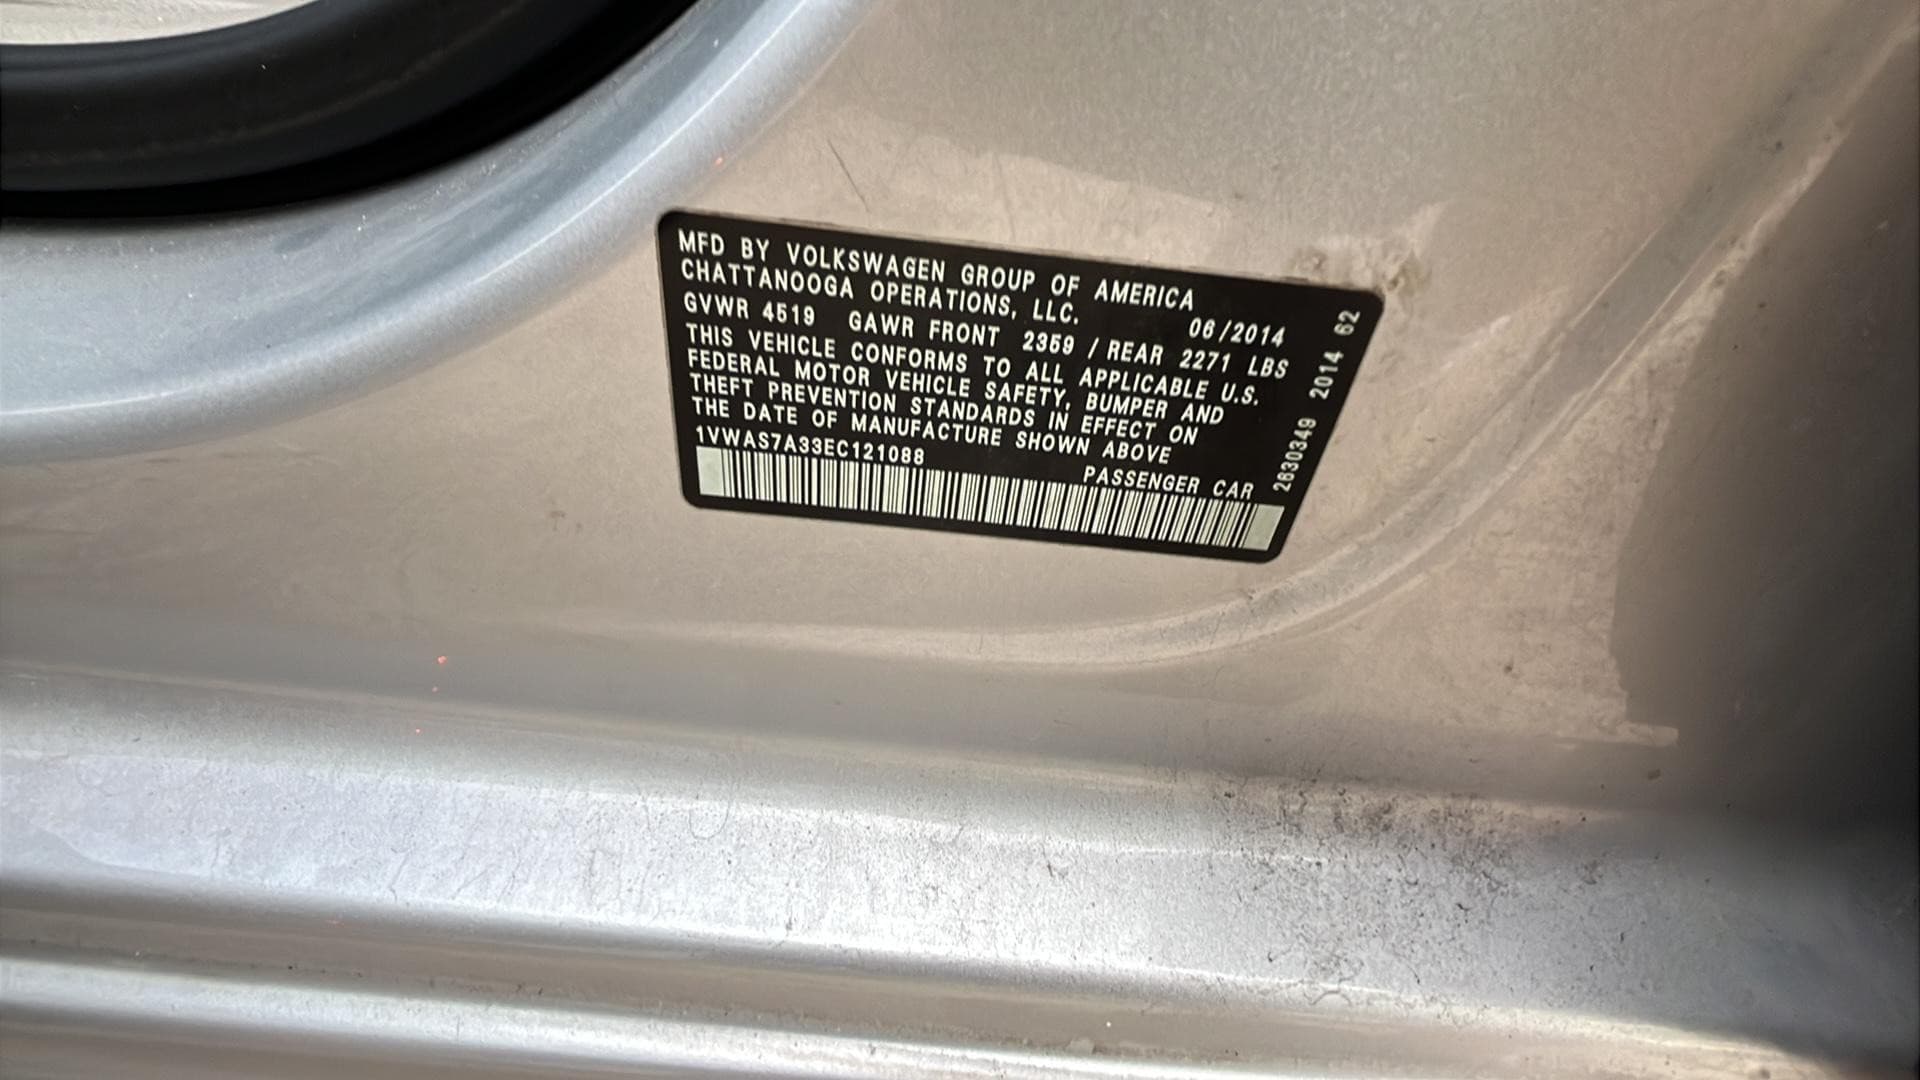 MFD BY VOLKSWAGEN GROUP OF AMERICA
CHATTANOOGA OPERATIONS, LLC. 06/2014
GVWR 4519 GAWR FRONT 2359 / REAR 2271 LBS
THIS VEHICLE CONFORMS TO ALL APPLICABLE U.S.
FEDERAL MOTOR VEHICLE SAFETY, BUMPER AND
THEFT PREVENTION STANDARDS IN EFFECT ON
THE DATE OF MANUFACTURE SHOWN ABOVE
1VWAS7A33EC121088
PASSENGER CAR
2630349 2014 62